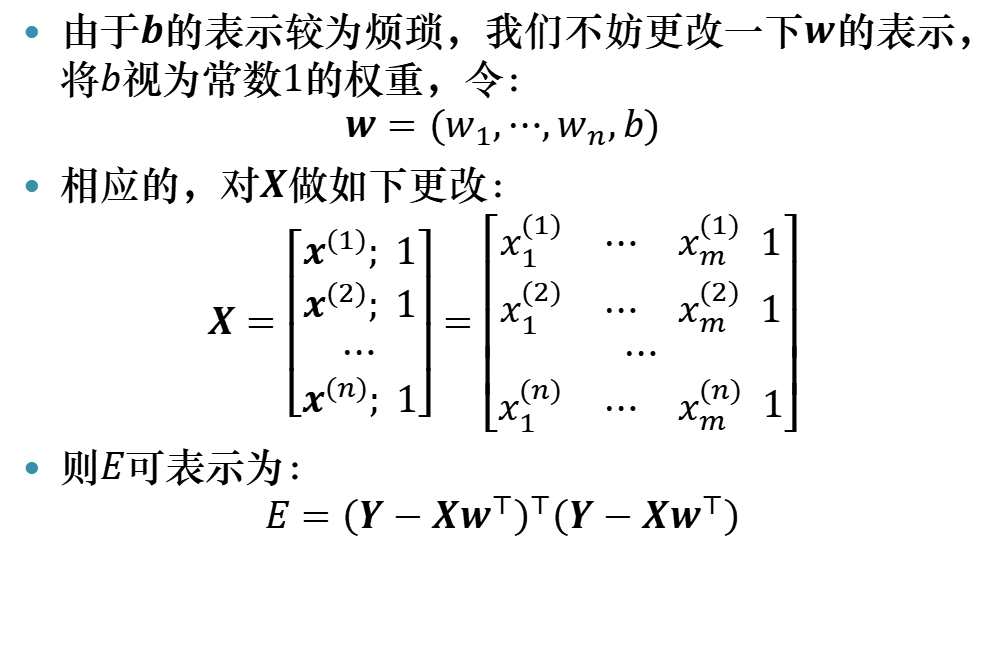 • 由于b的表示较为烦琐，我们不妨更改一下w的表示，
将b视为常数1的权重，令：
w = (w₁, ⋯, wₙ, b)
• 相应的，对X做如下更改：
X = [x⁽¹⁾; 1
x⁽²⁾; 1
⋯
x⁽ⁿ⁾; 1] = [x₁⁽¹⁾ ⋯ xₘ⁽¹⁾ 1
x₁⁽²⁾ ⋯ xₘ⁽²⁾ 1
⋯
x₁⁽ⁿ⁾ ⋯ xₘ⁽ⁿ⁾ 1]
• 则E可表示为：
E = (Y − Xw⊤)⊤(Y − Xw⊤)